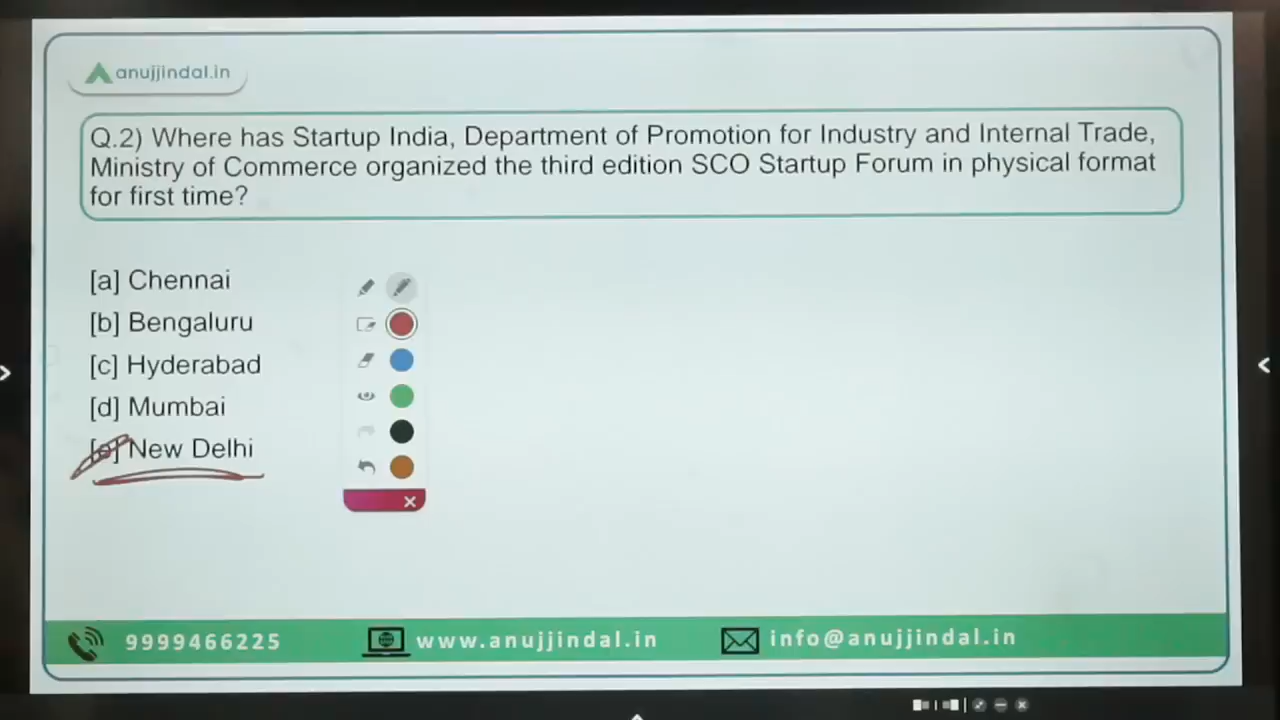 anujjindal.in
Q.2) Where has Startup India, Department of Promotion for Industry and Internal Trade,
Ministry of Commerce organized the third edition SCO Startup Forum in physical format
for first time?
[a] Chennai
[b] Bengaluru
[c] Hyderabad
[d] Mumbai
[e] New Delhi
9999466225
www.anujjindal.in
info@anujjindal.in